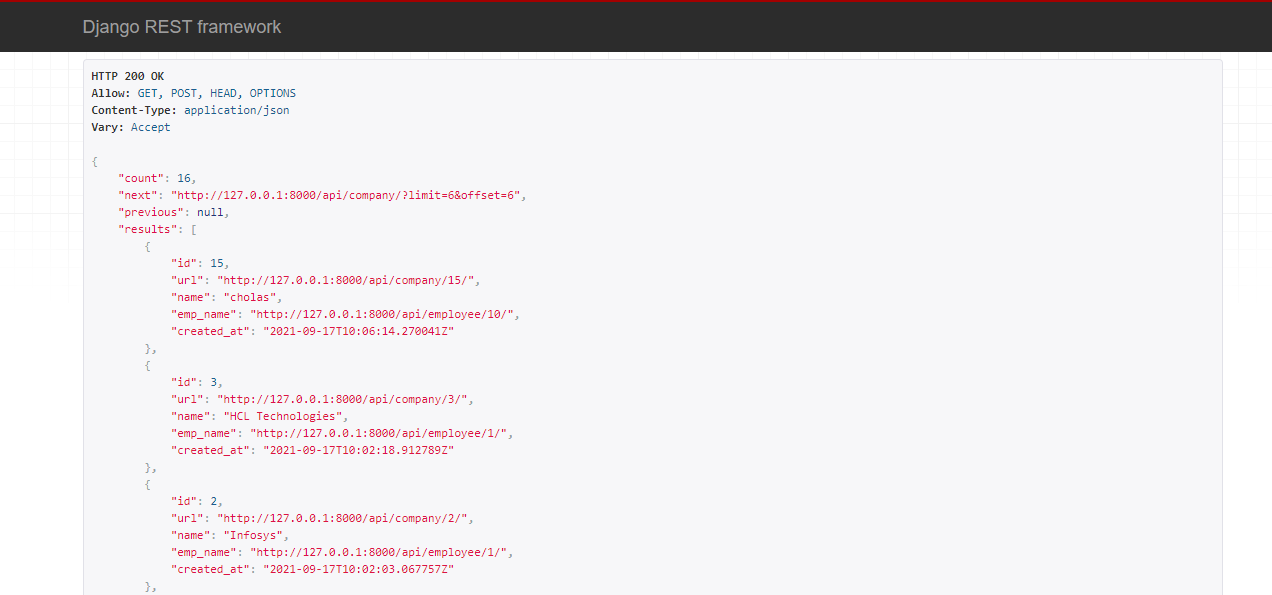 Django REST framework
HTTP 200 OK
Allow: GET, POST, HEAD, OPTIONS
Content-Type: application/json
Vary: Accept
{
"count": 16,
"next": "http://127.0.0.1:8000/api/company/?limit=6&offset=6",
"previous": null,
"results": [
{
"id": 15,
"url": "http://127.0.0.1:8000/api/company/15/",
"name": "cholas",
"emp_name": "http://127.0.0.1:8000/api/employee/10/",
"created_at": "2021-09-17T10:06:14.270041Z"
},
{
"id": 3,
"url": "http://127.0.0.1:8000/api/company/3/",
"name": "HCL Technologies",
"emp_name": "http://127.0.0.1:8000/api/employee/1/",
"created_at": "2021-09-17T10:02:18.912789Z"
},
{
"id": 2,
"url": "http://127.0.0.1:8000/api/company/2/",
"name": "Infosys",
"emp_name": "http://127.0.0.1:8000/api/employee/1/",
"created_at": "2021-09-17T10:02:03.067757Z"
},